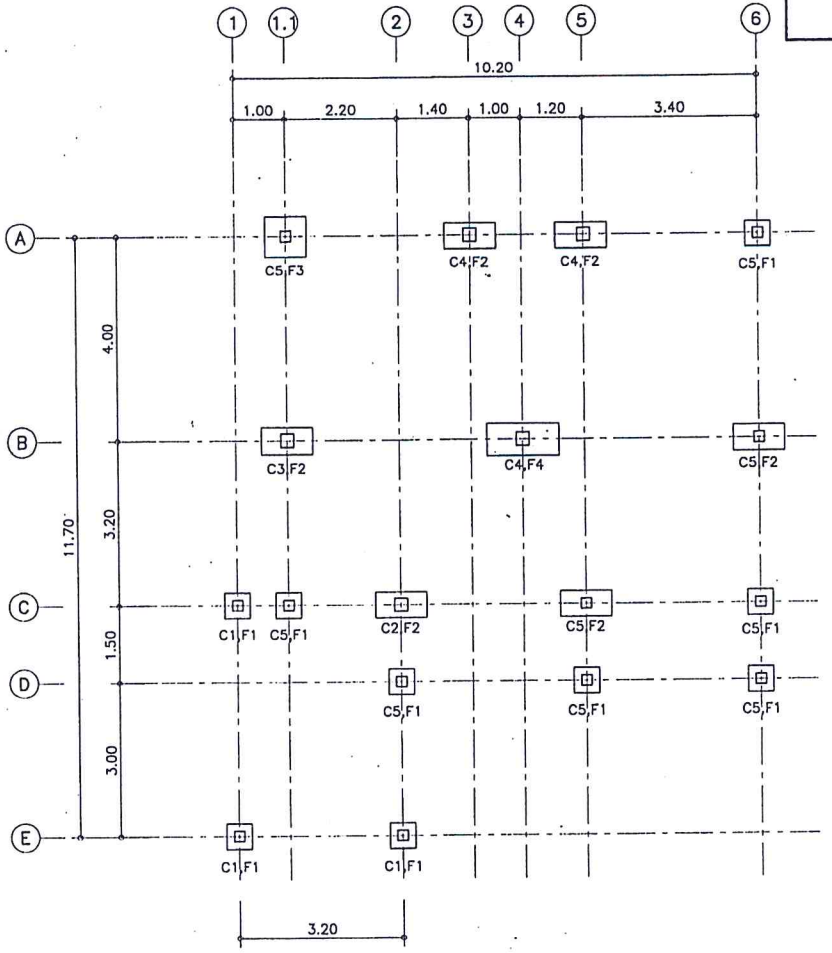 1 1.1 2 3 4 5 6
10.20
1.00 2.20 1.40 1.00 1.20 3.40
A
C5,F3 C4,F2 C4,F2 C5,F1
4.00
B
C3,F2 C4,F4 C5,F2
11.70
3.20
C
C1,F1 C5,F1 C2,F2 C5,F2 C5,F1
1.50
D
C5,F1 C5,F1 C5,F1
3.00
E
C1,F1 C1,F1
3.20